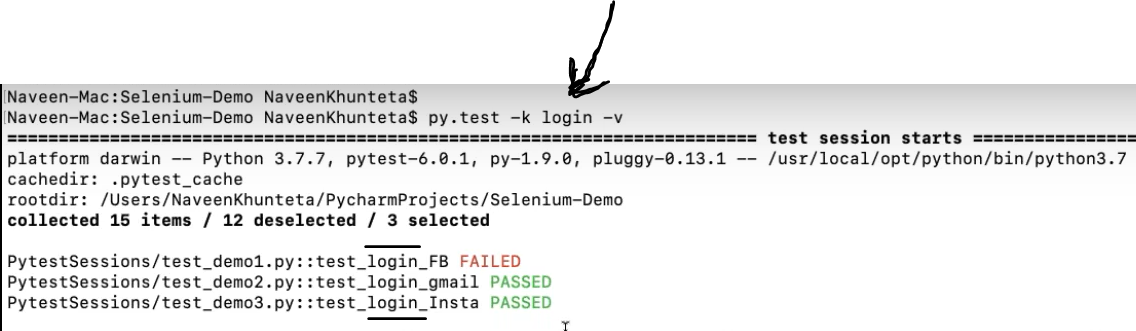 Naveen-Mac:Selenium-Demo NaveenKhunteta$
Naveen-Mac:Selenium-Demo NaveenKhunteta$ py.test -k login -v
============================================================================ test session starts =================
platform darwin -- Python 3.7.7, pytest-6.0.1, py-1.9.0, pluggy-0.13.1 -- /usr/local/opt/python/bin/python3.7
cachedir: .pytest_cache
rootdir: /Users/NaveenKhunteta/PycharmProjects/Selenium-Demo
collected 15 items / 12 deselected / 3 selected
PytestSessions/test_demo1.py::test_login_FB FAILED
PytestSessions/test_demo2.py::test_login_gmail PASSED
PytestSessions/test_demo3.py::test_login_Insta PASSED